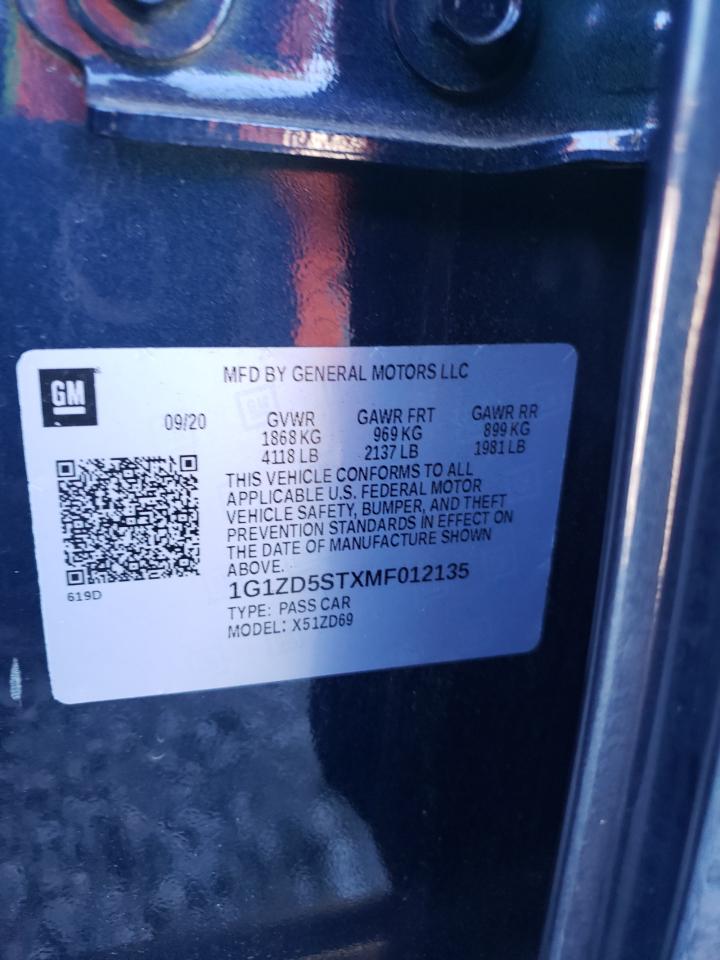 GM
MFD BY GENERAL MOTORS LLC
09/20
GVWR GAWR FRT GAWR RR
1868 KG 969 KG 899 KG
4118 LB 2137 LB 1981 LB
THIS VEHICLE CONFORMS TO ALL
APPLICABLE U.S. FEDERAL MOTOR
VEHICLE SAFETY, BUMPER, AND THEFT
PREVENTION STANDARDS IN EFFECT ON
THE DATE OF MANUFACTURE SHOWN
ABOVE.
1G1ZD5STXMF012135
TYPE: PASS CAR
MODEL: X51ZD69
619D